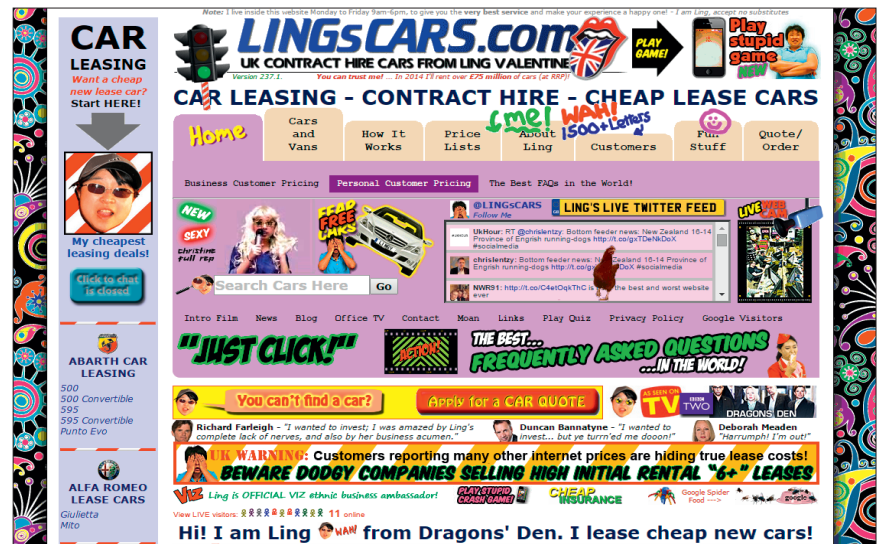 Note: I live inside this website Monday to Friday 9am-6pm, to give you the very best service and make your experience a happy one! - I am Ling, accept no substitutes
CAR
LEASING
Want a cheap
new lease car?
Start HERE!
My cheapest
leasing deals!
Click to chat
is closed
ABARTH CAR
LEASING
500
500 Convertible
595
595 Convertible
Punto Evo
ALFA ROMEO
LEASE CARS
Giulietta
Mito
LINGsCARS.com
UK CONTRACT HIRE CARS FROM LING VALENTINE
PLAY
GAME!
Play
stupid
game
NEW
Version 237.1.
You can trust me! ... In 2014 I'll rent over £75 million of cars (at RRP)!
CAR LEASING - CONTRACT HIRE - CHEAP LEASE CARS
Home
Cars
and
Vans
How It
Works
Price
Lists
me!
About
Ling
WAH!
1500+Letters
Customers
Fun
Stuff
Quote/
Order
Business Customer Pricing
Personal Customer Pricing
The Best FAQs in the World!
NEW
SEXY
christine
full rep
FREE
LINKS
@LINGsCARS
Follow Me
LING'S LIVE TWITTER FEED
UkHour: RT @chrislentzy: Bottom feeder news: New Zealand 16-14
Province of Engrish running-dogs http://t.co/gxTDeNkDoX
#socialmedia
chrislentzy: Bottom feeder news: New Zealand 16-14 Province of
Engrish running-dogs http://t.co/gx
DoX #socialmedia
NWR91: http://t.co/C4etOqkThC is
the best and worst website
ever
LIVE WEB
CAM
Search Cars Here
Go
Intro Film
News
Blog
Office TV
Contact
Moan
Links
Play Quiz
Privacy Policy
Google Visitors
"JUST CLICK!"
ACTION!
THE BEST...
FREQUENTLY ASKED QUESTIONS
...IN THE WORLD!
You can't find a car?
Apply for a CAR QUOTE
AS SEEN ON
TV
BBC
TWO
DRAGONS' DEN
Richard Farleigh - "I wanted to invest; I was amazed by Ling's
complete lack of nerves, and also by her business acumen."
Duncan Bannatyne - "I wanted to
invest... but ye turrn'ed me dooon!"
Deborah Meaden
"Harrumph! I'm out!"
UK WARNING: Customers reporting many other internet prices are hiding true lease costs!
BEWARE DODGY COMPANIES SELLING HIGH INITIAL RENTAL "6+" LEASES
VIZ
Ling is OFFICIAL VIZ ethnic business ambassador!
PLAY STUPID
CRASH GAME!
CHEAP
INSURANCE
Google Spider
Food --->
google
View LIVE visitors:
11 online
Hi! I am Ling
WAH!
from Dragons' Den. I lease cheap new cars!